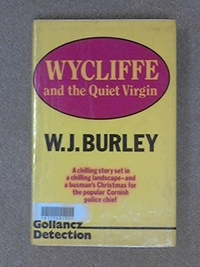 WYCLIFFE
and the Quiet Virgin
W.J. BURLEY
A chilling story set in
a chilling landscape—and
a busman's Christmas for
the popular Cornish
police chief
Gollancz
Detection